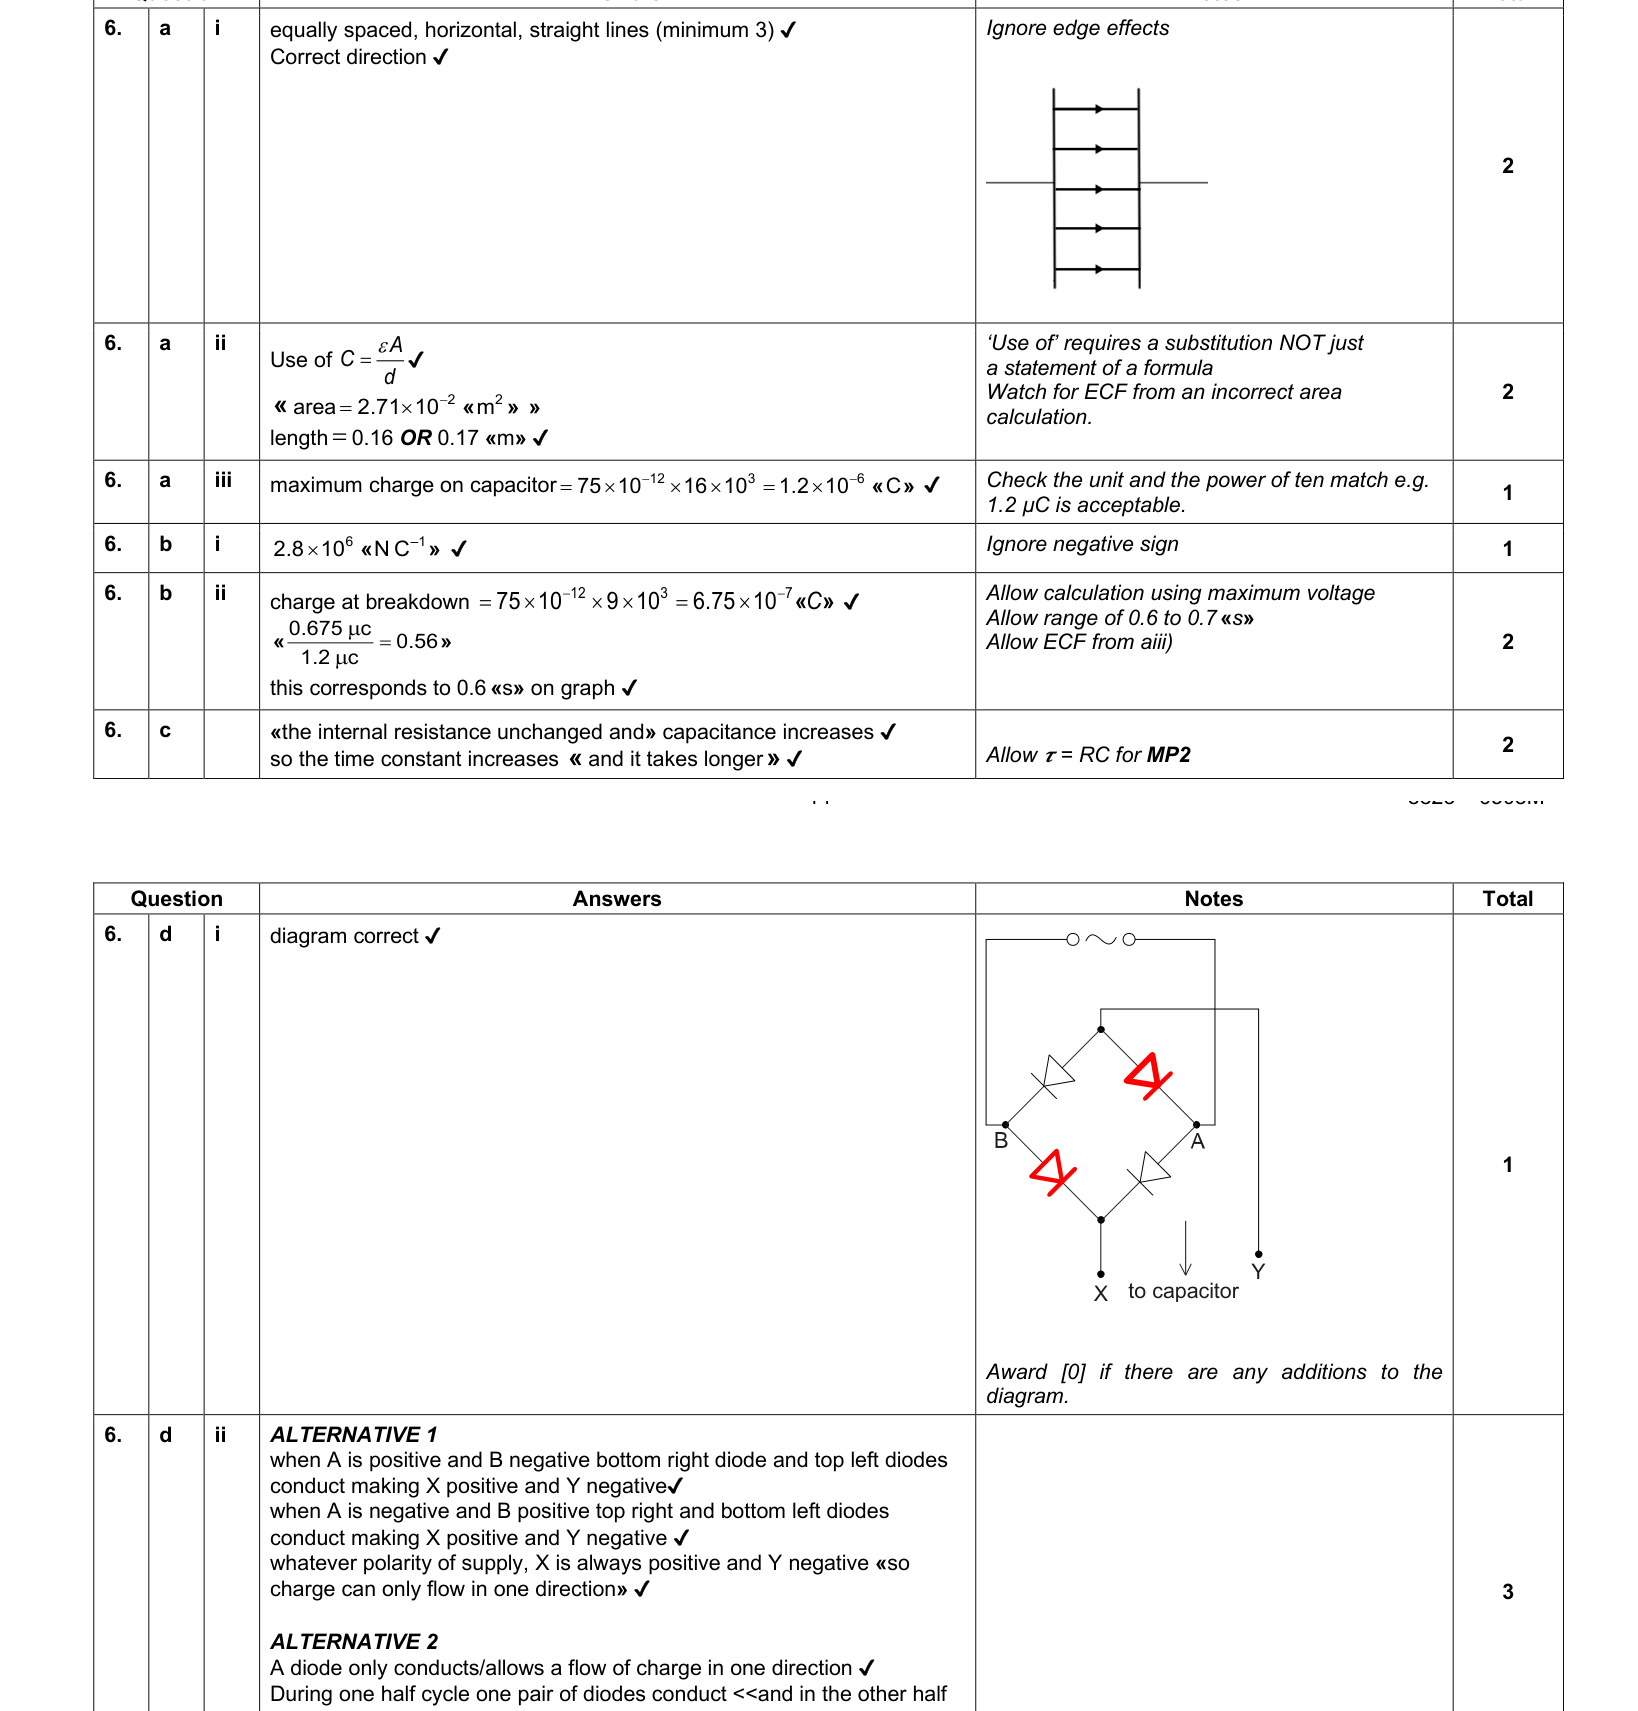 6. a i equally spaced, horizontal, straight lines (minimum 3) ✓ Ignore edge effects
Correct direction ✓
2
6. a ii Use of C = εA/d ✓ ‘Use of’ requires a substitution NOT just
a statement of a formula
« area = 2.71×10⁻² «m²» » Watch for ECF from an incorrect area
calculation.
length = 0.16 OR 0.17 «m» ✓
2
6. a iii maximum charge on capacitor = 75×10⁻¹² ×16×10³ = 1.2×10⁻⁶ «C» ✓ Check the unit and the power of ten match e.g.
1.2 µC is acceptable.
1
6. b i 2.8×10⁶ «N C⁻¹» ✓ Ignore negative sign 1
6. b ii charge at breakdown = 75×10⁻¹² ×9×10³ = 6.75×10⁻⁷ «C» ✓ Allow calculation using maximum voltage
Allow range of 0.6 to 0.7 «s»
« 0.675 µc / 1.2 µc = 0.56 » Allow ECF from aiii)
this corresponds to 0.6 «s» on graph ✓
2
6. c «the internal resistance unchanged and» capacitance increases ✓
so the time constant increases « and it takes longer » ✓ Allow τ = RC for MP2
2
Question Answers Notes Total
6. d i diagram correct ✓
B A
X to capacitor Y
Award [0] if there are any additions to the
diagram.
1
6. d ii ALTERNATIVE 1
when A is positive and B negative bottom right diode and top left diodes
conduct making X positive and Y negative✓
when A is negative and B positive top right and bottom left diodes
conduct making X positive and Y negative ✓
whatever polarity of supply, X is always positive and Y negative «so
charge can only flow in one direction» ✓
3
ALTERNATIVE 2
A diode only conducts/allows a flow of charge in one direction ✓
During one half cycle one pair of diodes conduct <<and in the other half